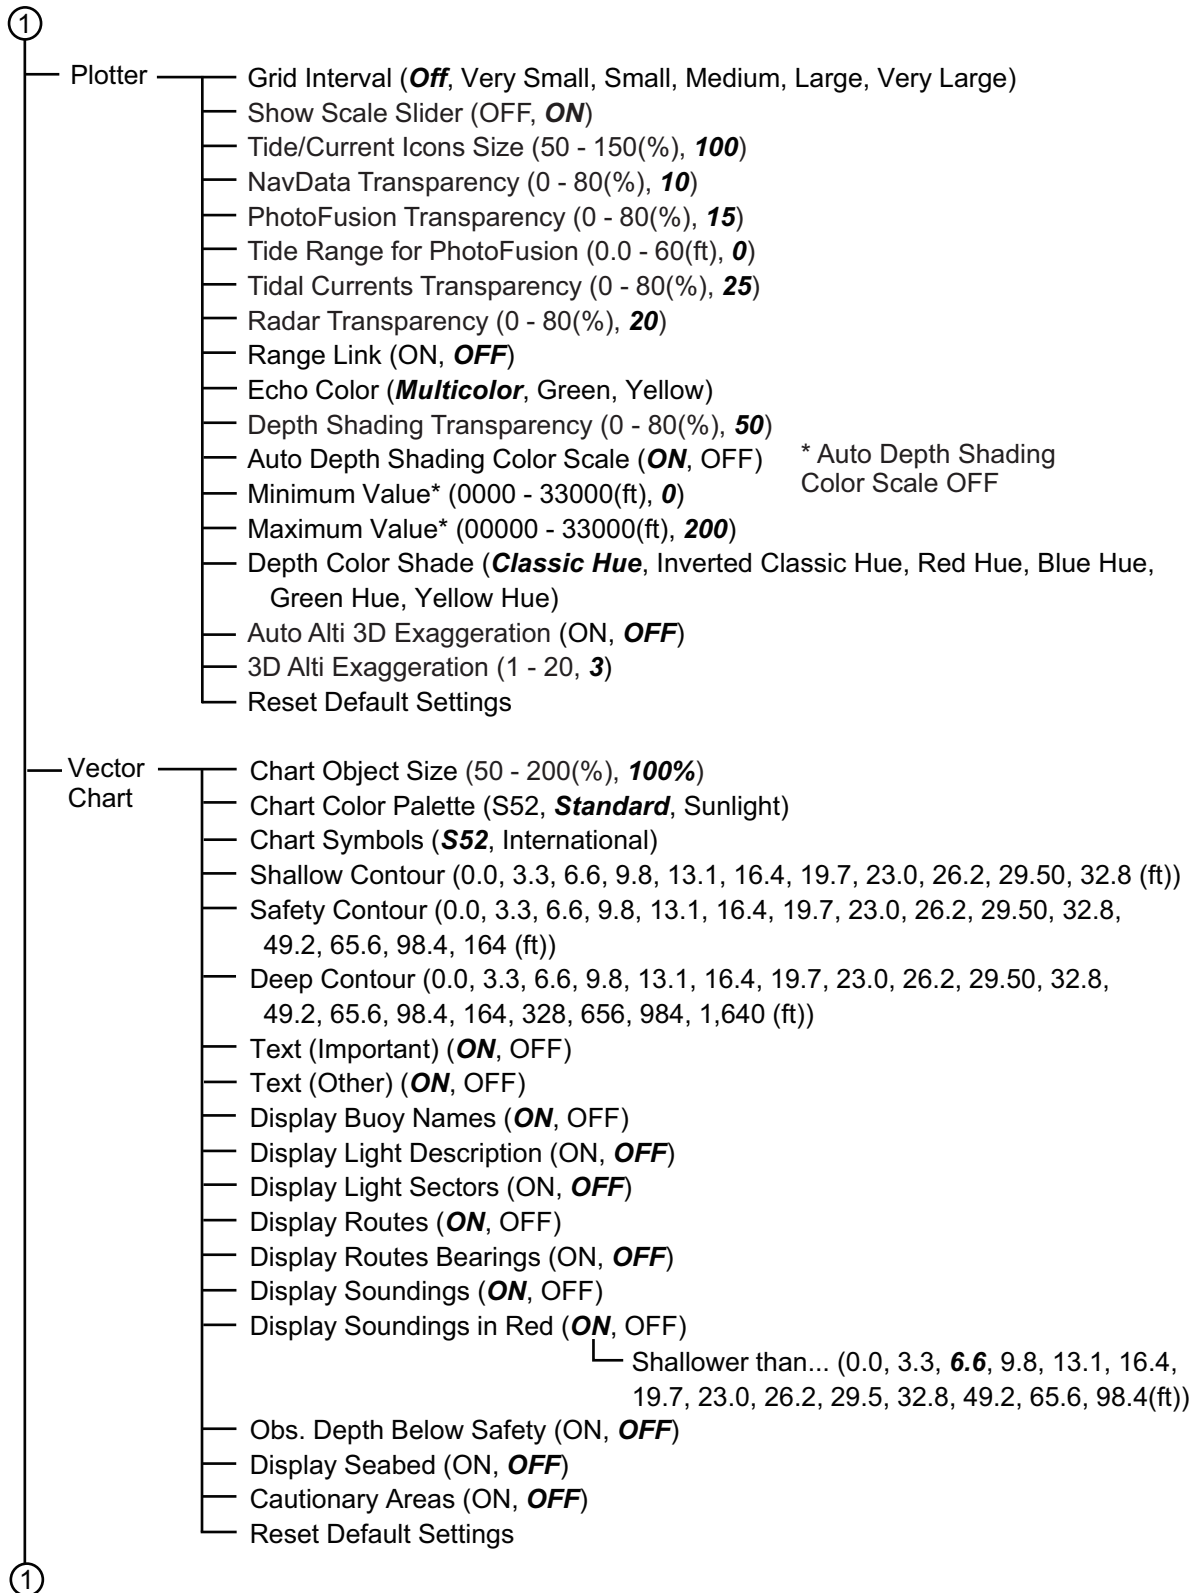 1
Plotter
Grid Interval (Off, Very Small, Small, Medium, Large, Very Large)
Show Scale Slider (OFF, ON)
Tide/Current Icons Size (50 - 150(%), 100)
NavData Transparency (0 - 80(%), 10)
PhotoFusion Transparency (0 - 80(%), 15)
Tide Range for PhotoFusion (0.0 - 60(ft), 0)
Tidal Currents Transparency (0 - 80(%), 25)
Radar Transparency (0 - 80(%), 20)
Range Link (ON, OFF)
Echo Color (Multicolor, Green, Yellow)
Depth Shading Transparency (0 - 80(%), 50)
Auto Depth Shading Color Scale (ON, OFF)
* Auto Depth Shading
Color Scale OFF
Minimum Value* (0000 - 33000(ft), 0)
Maximum Value* (00000 - 33000(ft), 200)
Depth Color Shade (Classic Hue, Inverted Classic Hue, Red Hue, Blue Hue,
Green Hue, Yellow Hue)
Auto Alti 3D Exaggeration (ON, OFF)
3D Alti Exaggeration (1 - 20, 3)
Reset Default Settings
Vector
Chart
Chart Object Size (50 - 200(%), 100%)
Chart Color Palette (S52, Standard, Sunlight)
Chart Symbols (S52, International)
Shallow Contour (0.0, 3.3, 6.6, 9.8, 13.1, 16.4, 19.7, 23.0, 26.2, 29.50, 32.8 (ft))
Safety Contour (0.0, 3.3, 6.6, 9.8, 13.1, 16.4, 19.7, 23.0, 26.2, 29.50, 32.8,
49.2, 65.6, 98.4, 164 (ft))
Deep Contour (0.0, 3.3, 6.6, 9.8, 13.1, 16.4, 19.7, 23.0, 26.2, 29.50, 32.8,
49.2, 65.6, 98.4, 164, 328, 656, 984, 1,640 (ft))
Text (Important) (ON, OFF)
Text (Other) (ON, OFF)
Display Buoy Names (ON, OFF)
Display Light Description (ON, OFF)
Display Light Sectors (ON, OFF)
Display Routes (ON, OFF)
Display Routes Bearings (ON, OFF)
Display Soundings (ON, OFF)
Display Soundings in Red (ON, OFF)
Shallower than... (0.0, 3.3, 6.6, 9.8, 13.1, 16.4,
19.7, 23.0, 26.2, 29.5, 32.8, 49.2, 65.6, 98.4(ft))
Obs. Depth Below Safety (ON, OFF)
Display Seabed (ON, OFF)
Cautionary Areas (ON, OFF)
Reset Default Settings
1